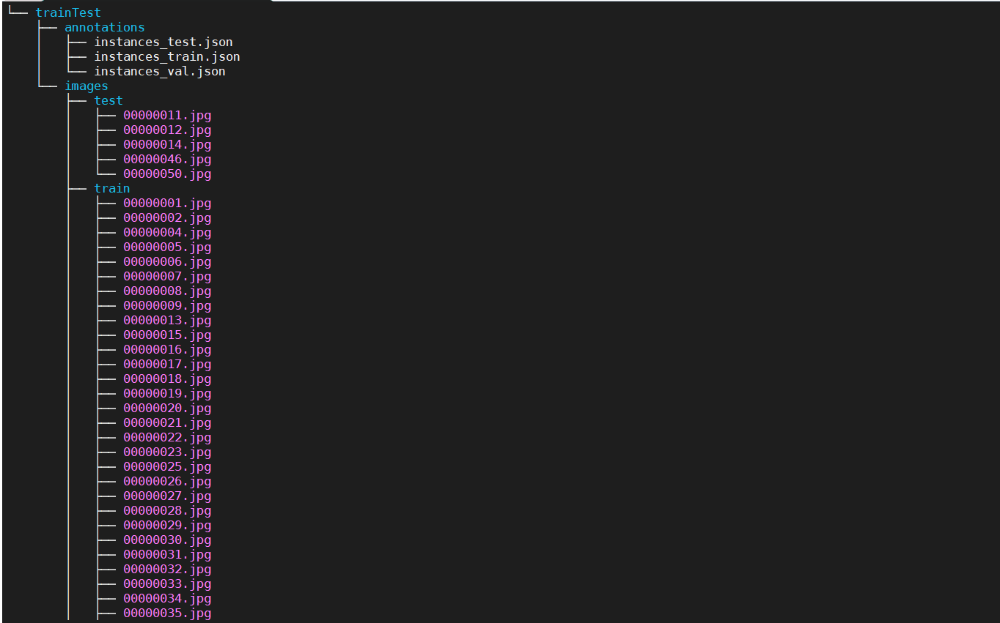 └── trainTest
    ├── annotations
    │   ├── instances_test.json
    │   ├── instances_train.json
    │   └── instances_val.json
    └── images
        ├── test
        │   ├── 00000011.jpg
        │   ├── 00000012.jpg
        │   ├── 00000014.jpg
        │   ├── 00000046.jpg
        │   └── 00000050.jpg
        ├── train
        │   ├── 00000001.jpg
        │   ├── 00000002.jpg
        │   ├── 00000004.jpg
        │   ├── 00000005.jpg
        │   ├── 00000006.jpg
        │   ├── 00000007.jpg
        │   ├── 00000008.jpg
        │   ├── 00000009.jpg
        │   ├── 00000013.jpg
        │   ├── 00000015.jpg
        │   ├── 00000016.jpg
        │   ├── 00000017.jpg
        │   ├── 00000018.jpg
        │   ├── 00000019.jpg
        │   ├── 00000020.jpg
        │   ├── 00000021.jpg
        │   ├── 00000022.jpg
        │   ├── 00000023.jpg
        │   ├── 00000025.jpg
        │   ├── 00000026.jpg
        │   ├── 00000027.jpg
        │   ├── 00000028.jpg
        │   ├── 00000029.jpg
        │   ├── 00000030.jpg
        │   ├── 00000031.jpg
        │   ├── 00000032.jpg
        │   ├── 00000033.jpg
        │   ├── 00000034.jpg
        │   ├── 00000035.jpg